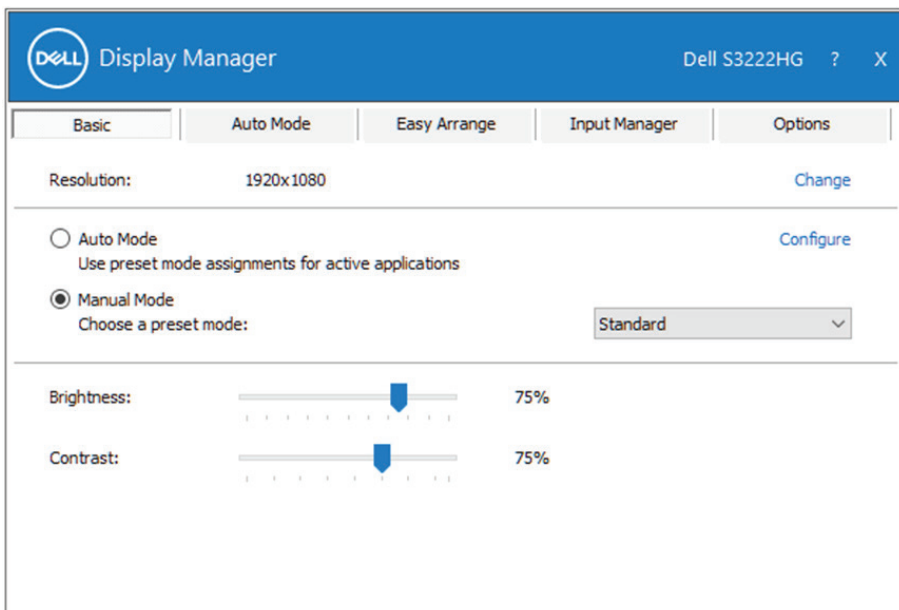 DELL Display Manager Dell S3222HG ? X
Basic Auto Mode Easy Arrange Input Manager Options
Resolution: 1920x1080 Change
Auto Mode Configure
Use preset mode assignments for active applications
Manual Mode
Choose a preset mode: Standard
Brightness: 75%
Contrast: 75%